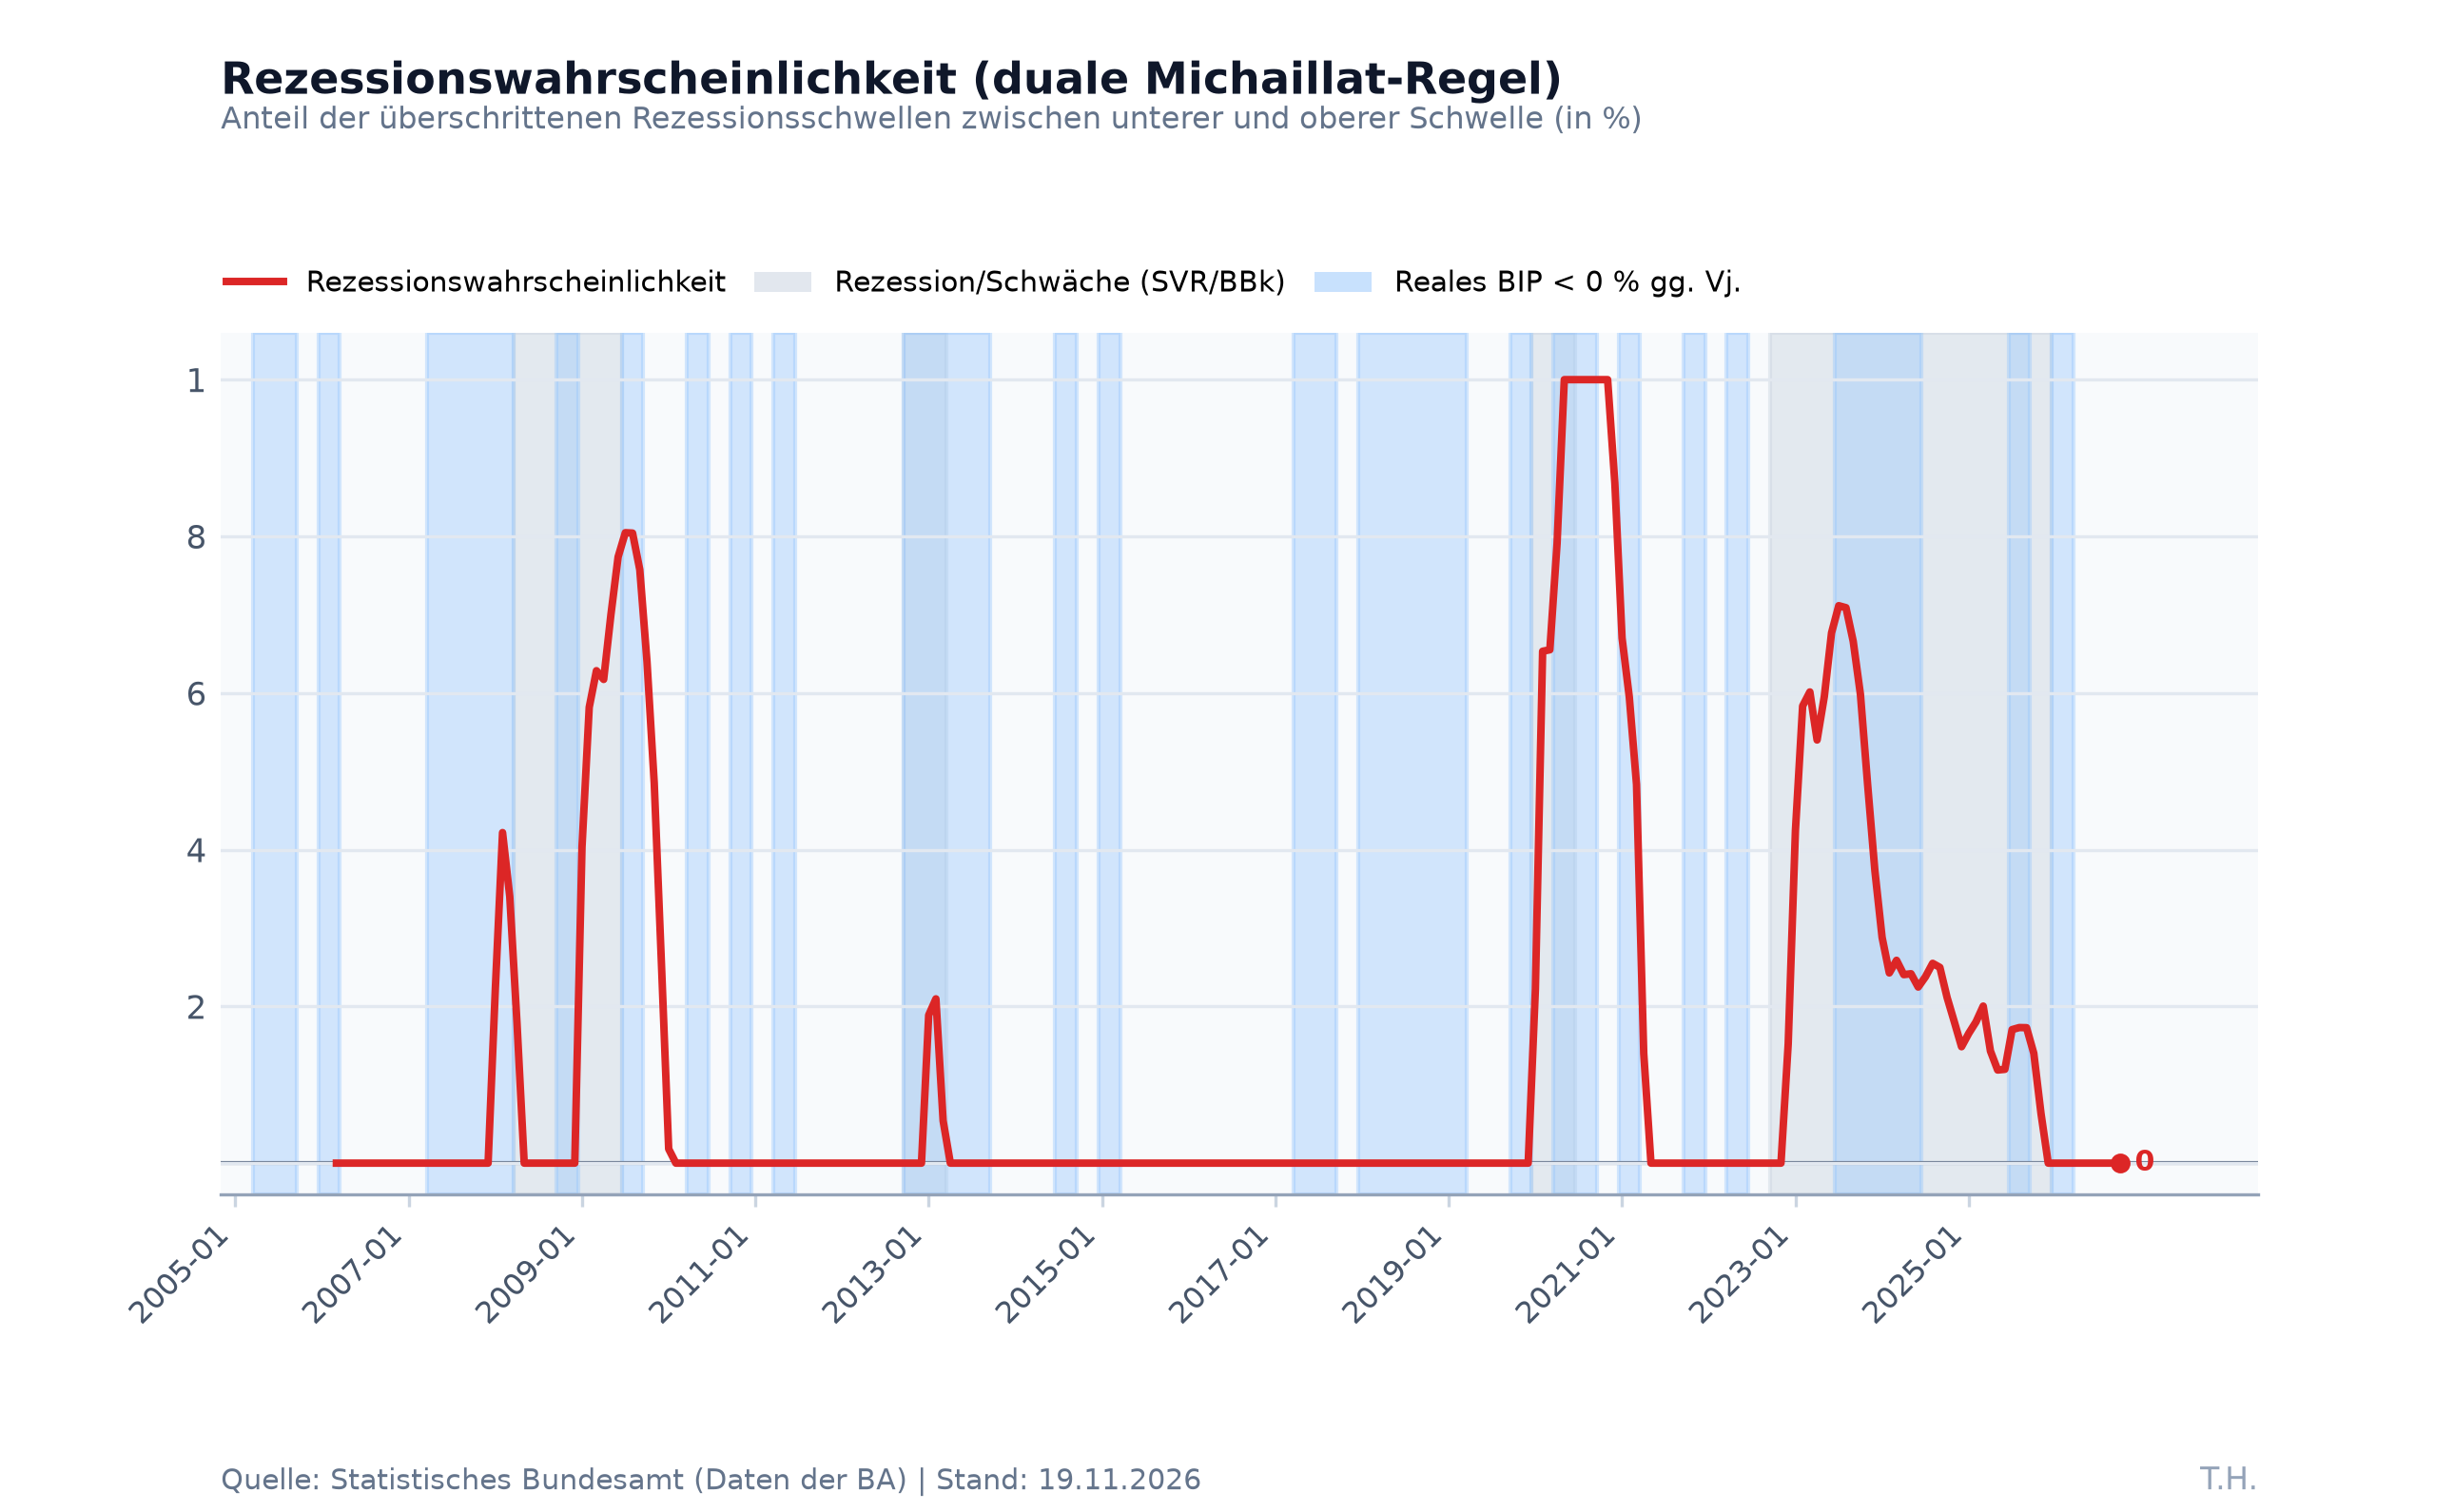 Rezessionswahrscheinlichkeit (duale Michaillat-Regel)
Anteil der überschrittenen Rezessionsschwellen zwischen unterer und oberer Schwelle (in %)
Rezessionswahrscheinlichkeit
Rezession/Schwäche (SVR/BBk)
Reales BIP < 0 % gg. Vj.
1
8
6
4
2
0
2005-01
2007-01
2009-01
2011-01
2013-01
2015-01
2017-01
2019-01
2021-01
2023-01
2025-01
Quelle: Statistisches Bundesamt (Daten der BA) | Stand: 19.11.2026
T.H.